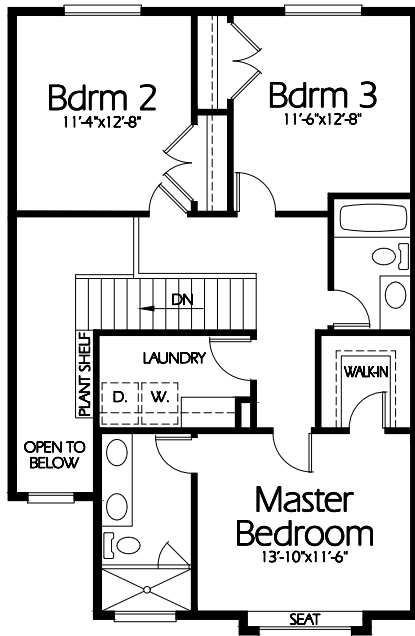 Bdrm 2
11'-4"x12'-8"
Bdrm 3
11'-6"x12'-8"
DN
PLANT SHELF
LAUNDRY
D.
W.
WALK-IN
OPEN TO
BELOW
Master
Bedroom
13'-10"x11'-6"
SEAT